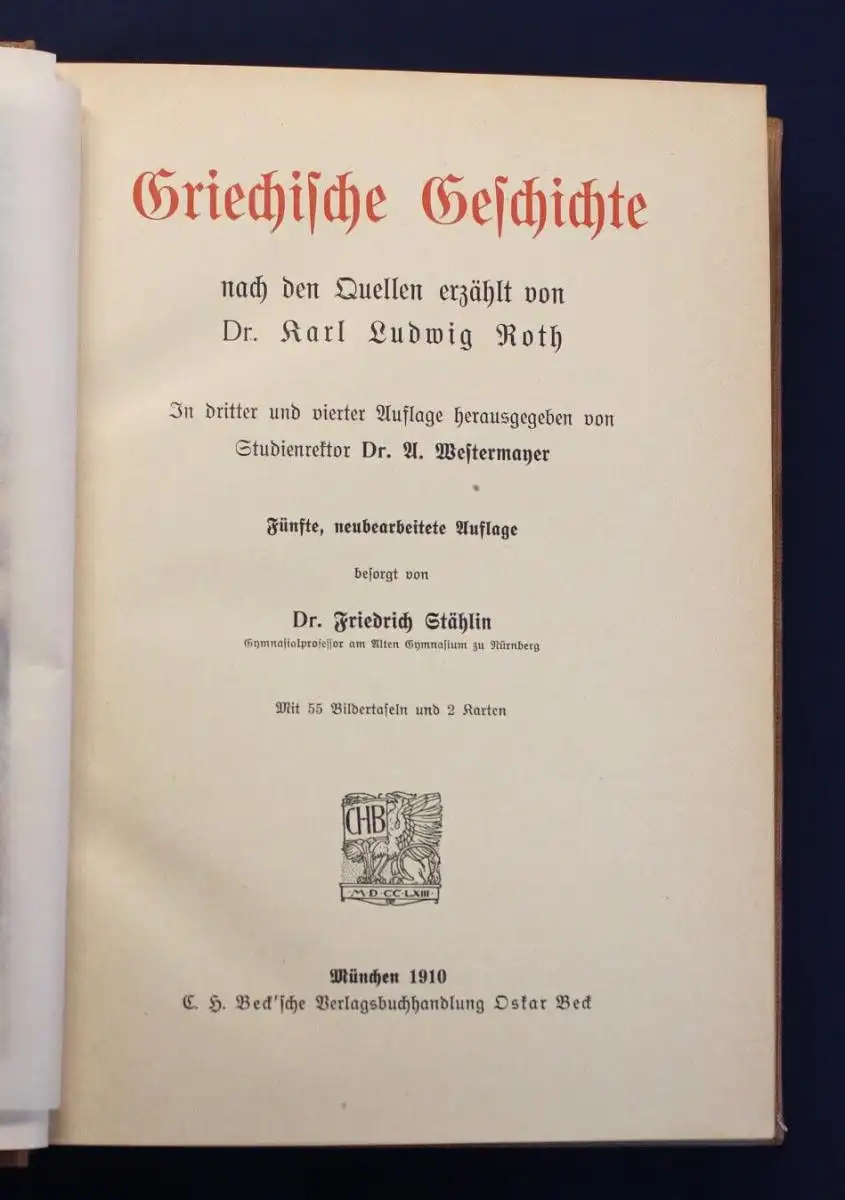 Griechiſche Geſchichte
nach den Quellen erzählt von
Dr. Karl Ludwig Roth
In dritter und vierter Auflage herausgegeben von
Studienrektor Dr. A. Weſtermayer
Fünfte, neubearbeitete Auflage
beſorgt von
Dr. Friedrich Stählin
Gymnaſialprofeſſor am Alten Gymnaſium zu Nürnberg
Mit 55 Bildertafeln und 2 Karten
CHB
M·D·CC·LXIII·
München 1910
C. H. Beck'ſche Verlagsbuchhandlung Oskar Beck